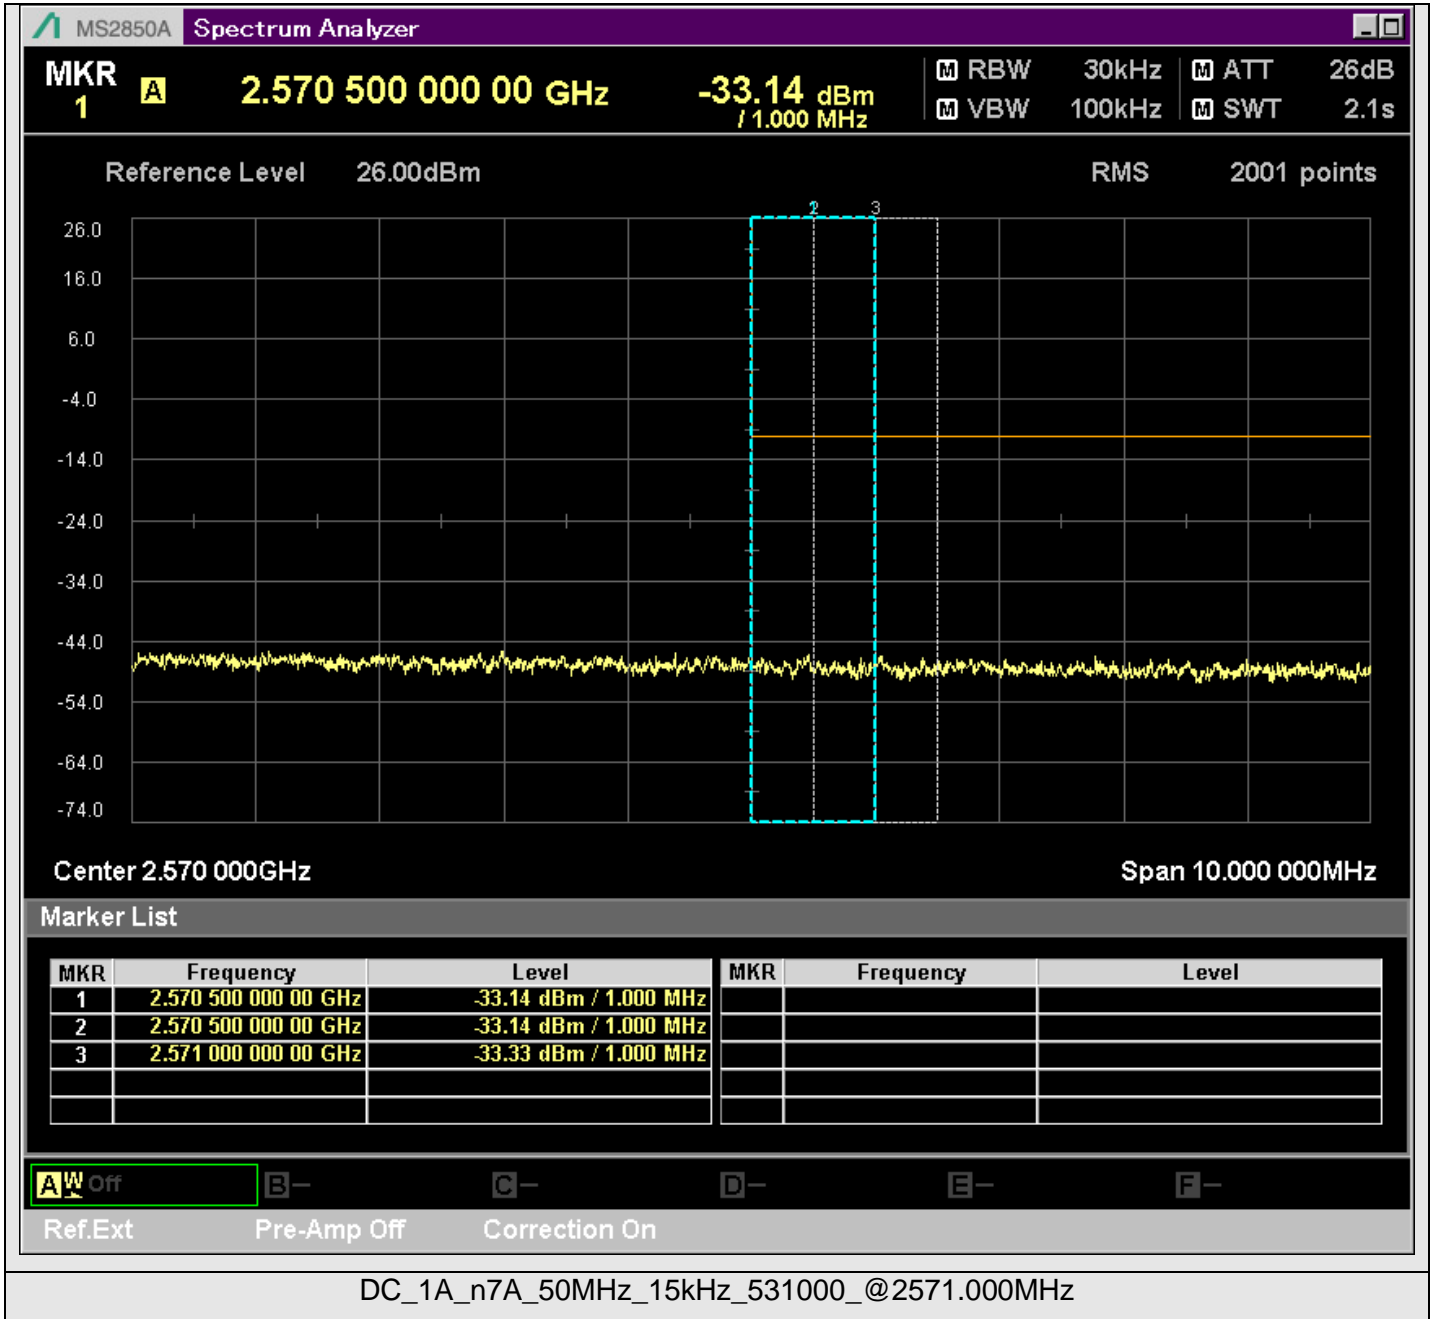 MS2850A Spectrum Analyzer
MKR 1 A 2.570 500 000 00 GHz -33.14 dBm / 1.000 MHz
M RBW 30kHz M ATT 26dB
M VBW 100kHz M SWT 2.1s
Reference Level 26.00dBm RMS 2001 points
2 3
26.0
16.0
6.0
-4.0
-14.0
-24.0
-34.0
-44.0
-54.0
-64.0
-74.0
Center 2.570 000GHz Span 10.000 000MHz
Marker List
MKR Frequency Level MKR Frequency Level
1 2.570 500 000 00 GHz -33.14 dBm / 1.000 MHz
2 2.570 500 000 00 GHz -33.14 dBm / 1.000 MHz
3 2.571 000 000 00 GHz -33.33 dBm / 1.000 MHz
A W Off B- C- D- E- F-
Ref.Ext Pre-Amp Off Correction On
DC_1A_n7A_50MHz_15kHz_531000_@2571.000MHz